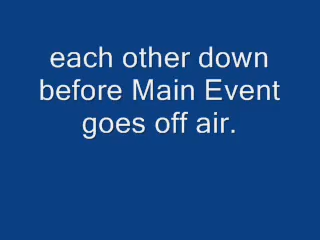 each other down
before Main Event
goes off air.